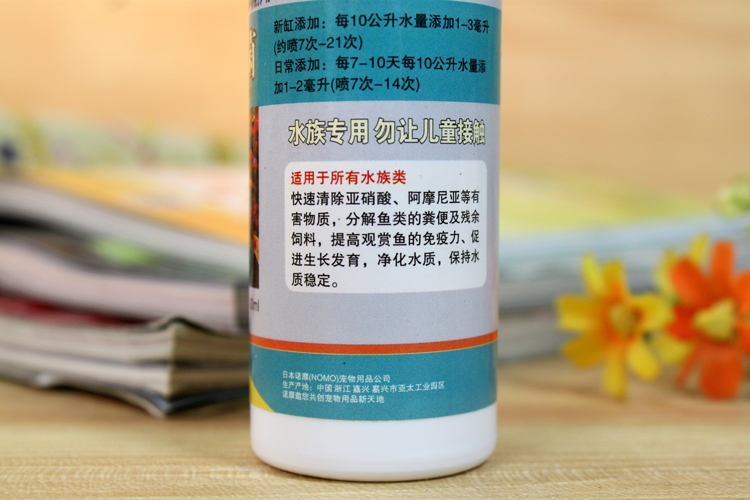 新缸添加：每10公升水量添加1-3毫升
(约喷7次-21次)
日常添加：每7-10天每10公升水量添
加1-2毫升(喷7次-14次)
水族专用 勿让儿童接触
适用于所有水族类
快速清除亚硝酸、阿摩尼亚等有
害物质，分解鱼类的粪便及残余
饲料，提高观赏鱼的免疫力、促
进生长发育，净化水质，保持水
质稳定。
日本诺摩(NOMO)宠物用品公司
生产产地：中国 浙江 嘉兴 嘉兴市亚太工业园区
诺摩邀您共创宠物用品新天地